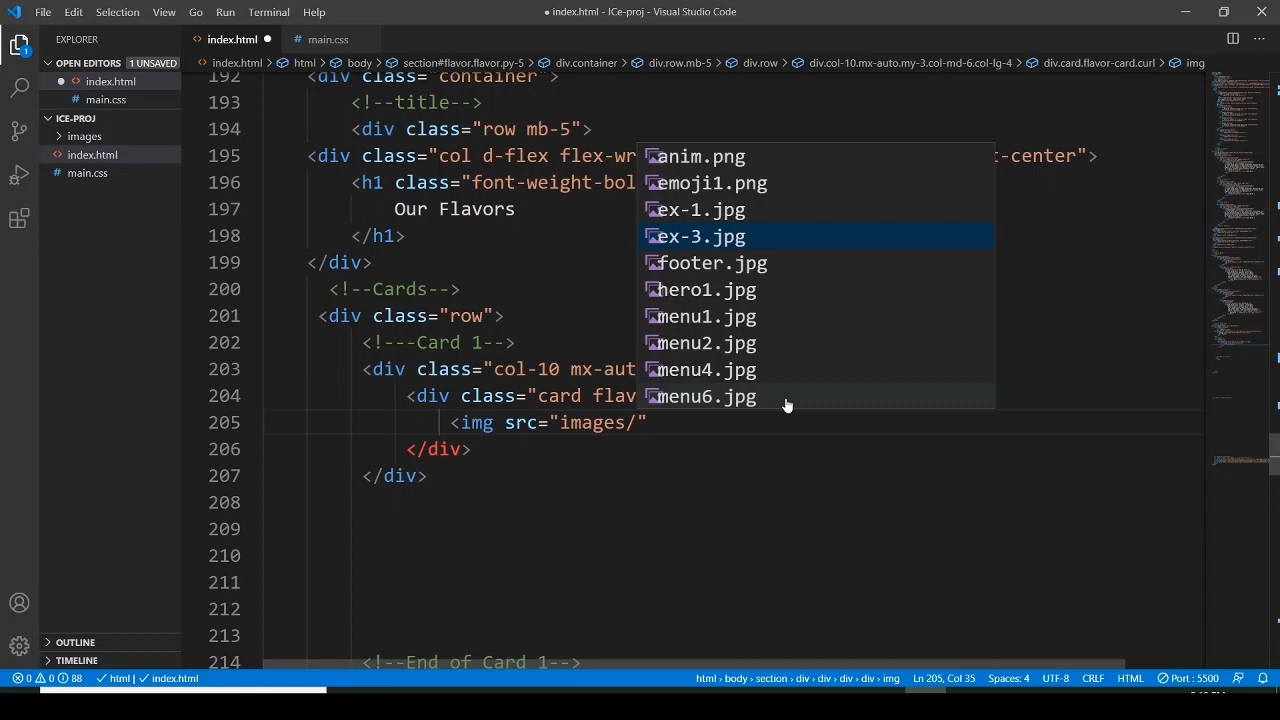 File Edit Selection View Go Run Terminal Help
● index.html - ICe-proj - Visual Studio Code
EXPLORER
index.html ●
main.css
OPEN EDITORS 1 UNSAVED
● index.html
main.css
ICE-PROJ
images
index.html
main.css
OUTLINE
TIMELINE
index.html > html > body > section#flavor.flavor.py-5 > div.container > div.row.mb-5 > div.row > div.col-10.mx-auto.my-3.col-md-6.col-lg-4 > div.card.flavor-card.curl > img
192 <div class="container">
193 <!--title-->
194 <div class="row mb-5">
195 <div class="col d-flex flex-wr t-center">
196 <h1 class="font-weight-bol
197 Our Flavors
198 </h1>
199 </div>
200 <!--Cards-->
201 <div class="row">
202 <!---Card 1-->
203 <div class="col-10 mx-aut
204 <div class="card flav
205 <img src="images/"
206 </div>
207 </div>
208
209
210
211
212
213
214 <!--End of Card 1-->
anim.png
emoji1.png
ex-1.jpg
ex-3.jpg
footer.jpg
hero1.jpg
menu1.jpg
menu2.jpg
menu4.jpg
menu6.jpg
0 0 88 html | index.html html › body › section › div › div › div › div › img Ln 205, Col 35 Spaces: 4 UTF-8 CRLF HTML Port : 5500